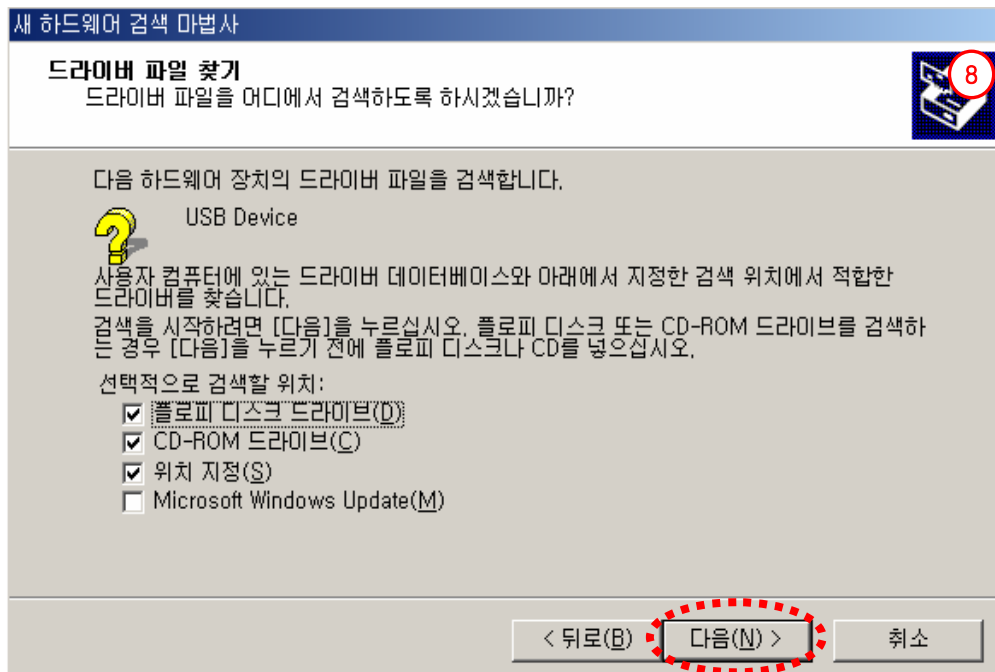 새 하드웨어 검색 마법사
드라이버 파일 찾기
드라이버 파일을 어디에서 검색하도록 하시겠습니까?
8
다음 하드웨어 장치의 드라이버 파일을 검색합니다.
USB Device
사용자 컴퓨터에 있는 드라이버 데이터베이스와 아래에서 지정한 검색 위치에서 적합한
드라이버를 찾습니다.
검색을 시작하려면 [다음]을 누르십시오. 플로피 디스크 또는 CD-ROM 드라이브를 검색하
는 경우 [다음]을 누르기 전에 플로피 디스크나 CD를 넣으십시오.
선택적으로 검색할 위치:
플로피 디스크 드라이브(D)
CD-ROM 드라이브(C)
위치 지정(S)
Microsoft Windows Update(M)
< 뒤로(B) 다음(N) > 취소